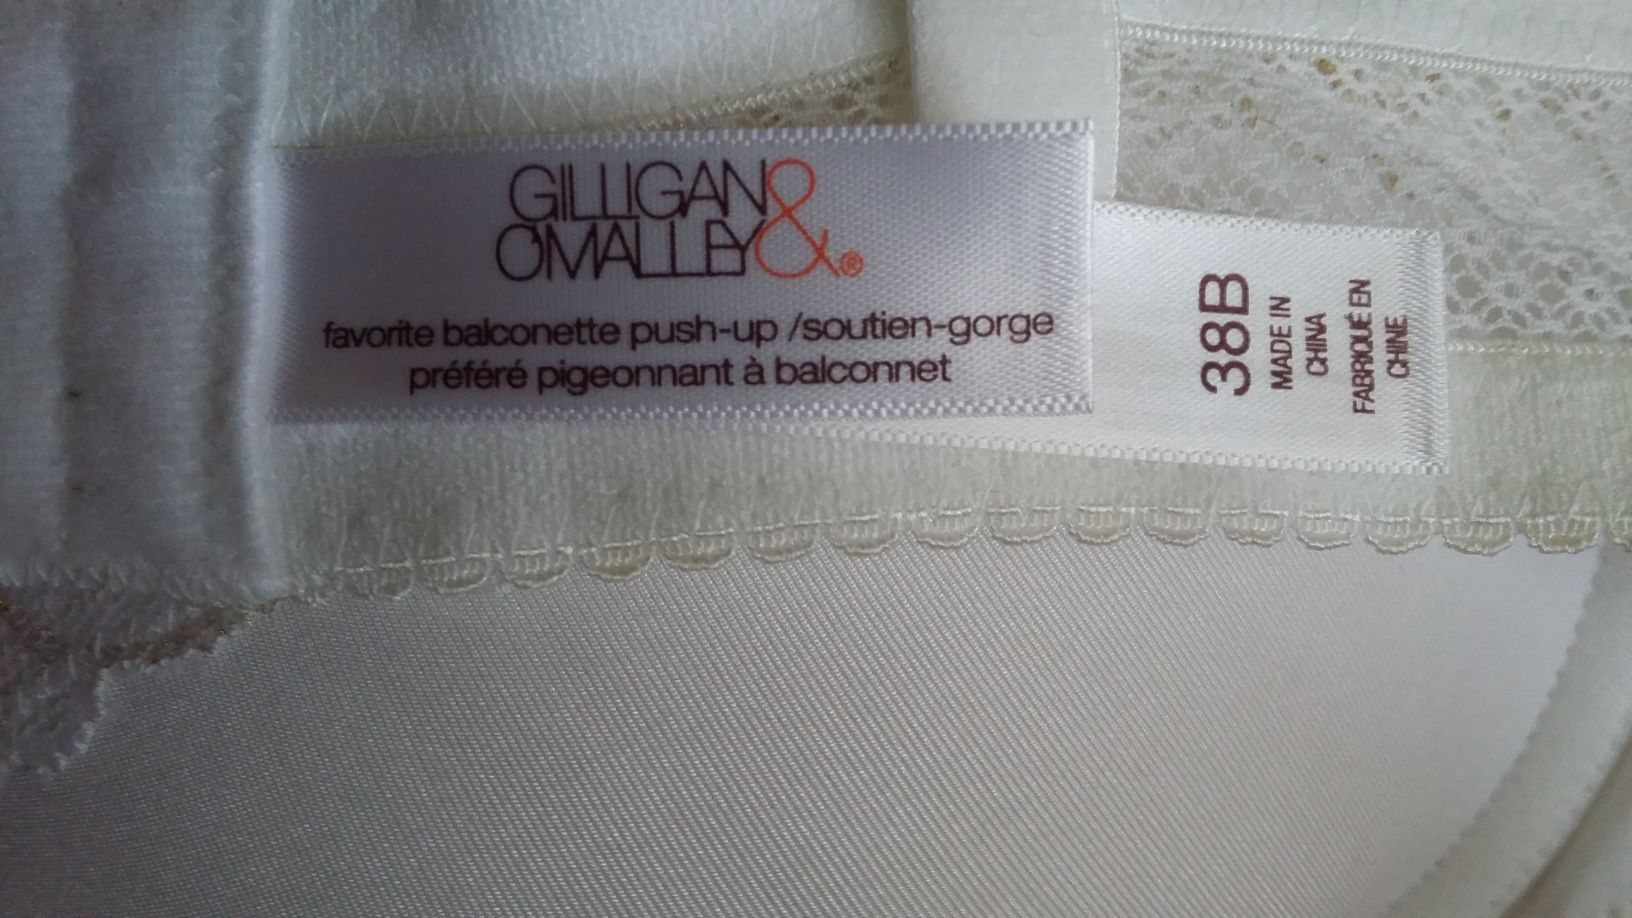 GILLIGAN &
O'MALLEY ®
favorite balconette push-up /soutien-gorge
préféré pigeonnant à balconnet
38B
MADE IN
CHINA
FABRIQUÉ EN
CHINE